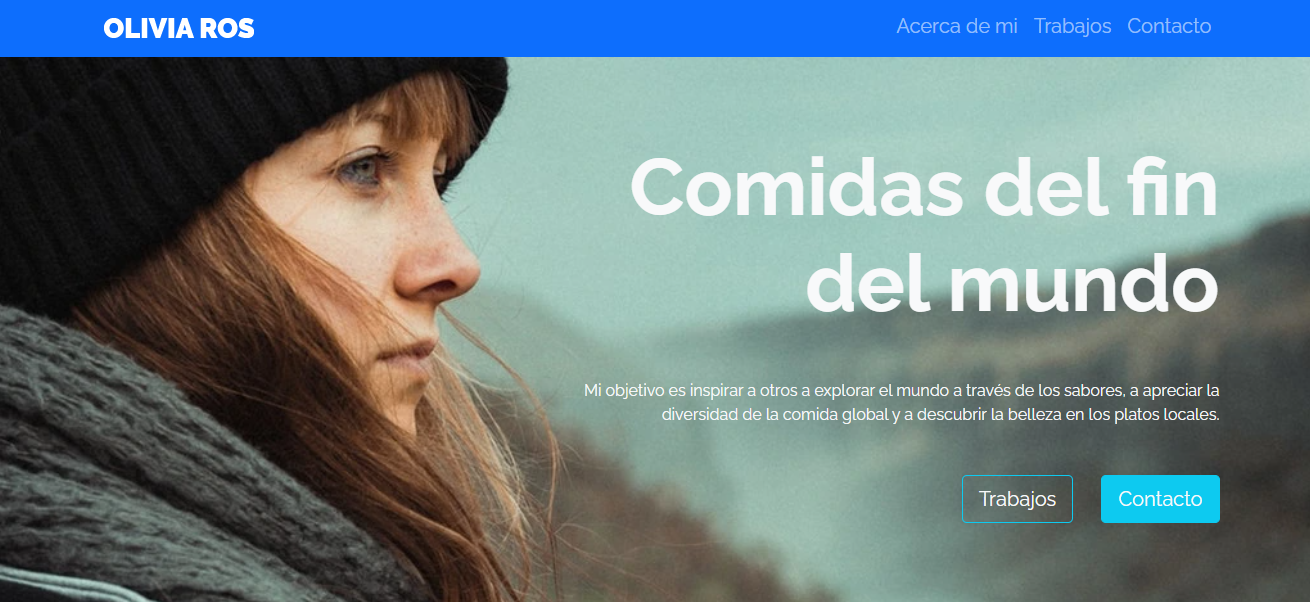 OLIVIA ROS
Acerca de mi Trabajos Contacto
Comidas del fin
del mundo
Mi objetivo es inspirar a otros a explorar el mundo a través de los sabores, a apreciar la
diversidad de la comida global y a descubrir la belleza en los platos locales.
Trabajos Contacto